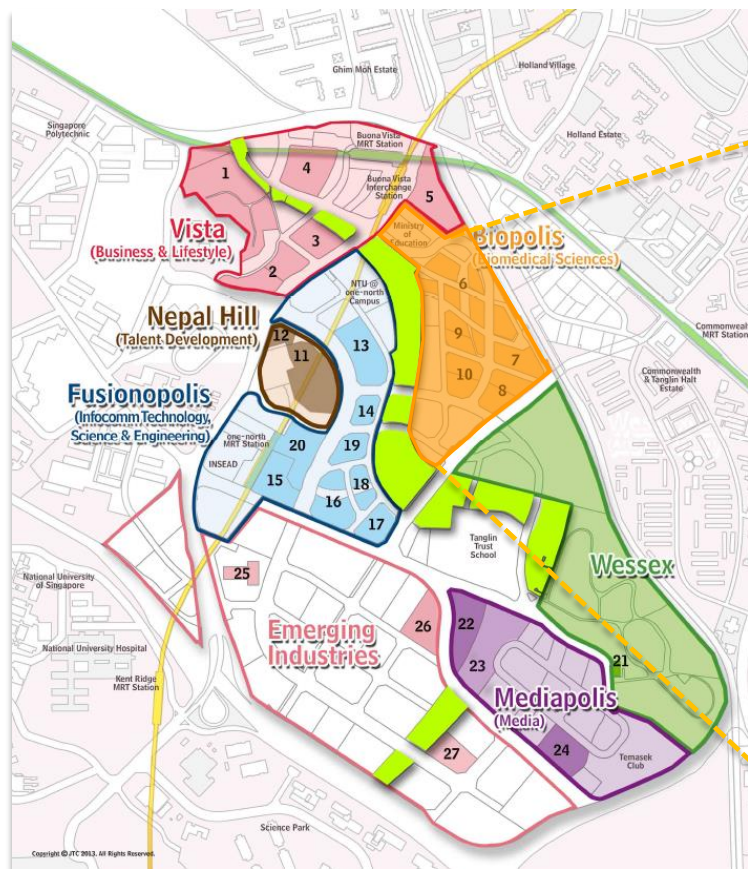 Ghim Moh Estate
Holland Village
Singapore
Polytechnic
Buona Vista
MRT Station
Holland Estate
1
4
Buona Vista
Interchange
Station
5
Vista
(Business & Lifestyle)
3
2
Ministry of
Education
Biopolis
(Biomedical Sciences)
6
NTU @
one-north
Campus
Nepal Hill
(Talent Development)
12
11
13
9
7
10
8
Commonwealth
MRT Station
Commonwealth
& Tanglin Halt
Estate
Fusionopolis
(Infocomm Technology,
Science & Engineering)
14
one-north
MRT Station
20
19
INSEAD
15
18
16
17
Tanglin
Trust
School
Wessex
National University
of Singapore
25
Emerging
Industries
26
22
National University Hospital
23
21
Kent Ridge
MRT Station
Mediapolis
(Media)
27
24
Temasek
Club
Science Park
Copyright © JTC 2013. All Rights Reserved.